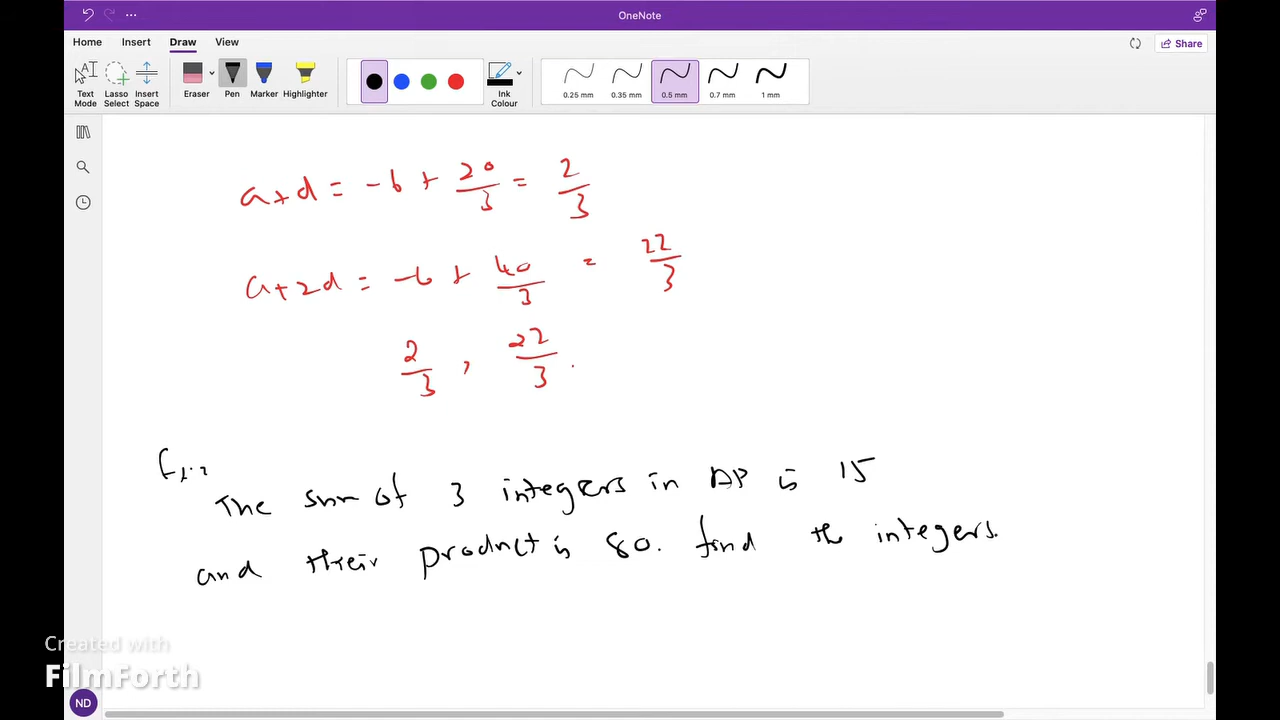 OneNote
Home Insert Draw View
Share
Text Mode
Lasso Select
Insert Space
Eraser
Pen
Marker
Highlighter
Ink Colour
0.25 mm
0.35 mm
0.5 mm
0.7 mm
1 mm
a+d = -6 + 20/3 = 2/3
a+2d = -6 + 40/3 = 22/3
2/3 , 22/3 .
The sum of 3 integers in AP is 15
and their product is 80. find the integers.
Created with
FilmForth
ND